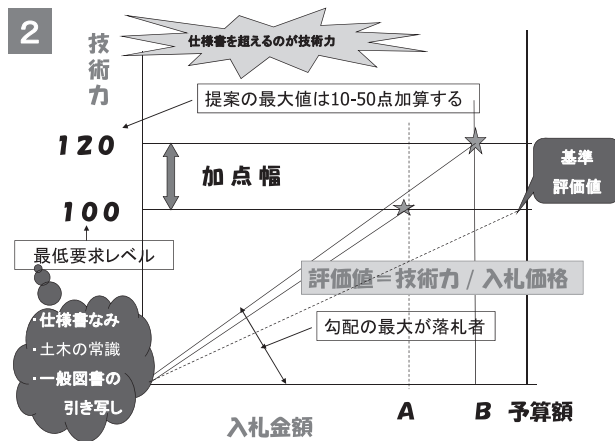 2
仕様書を超えるのが技術力
技術力
提案の最大値は10-50点加算する
120
加点幅
基準
評価値
100
最低要求レベル
評価値＝技術力 / 入札価格
・仕様書なみ
・土木の常識
・一般図書の
引き写し
勾配の最大が落札者
A
B
予算額
入札金額